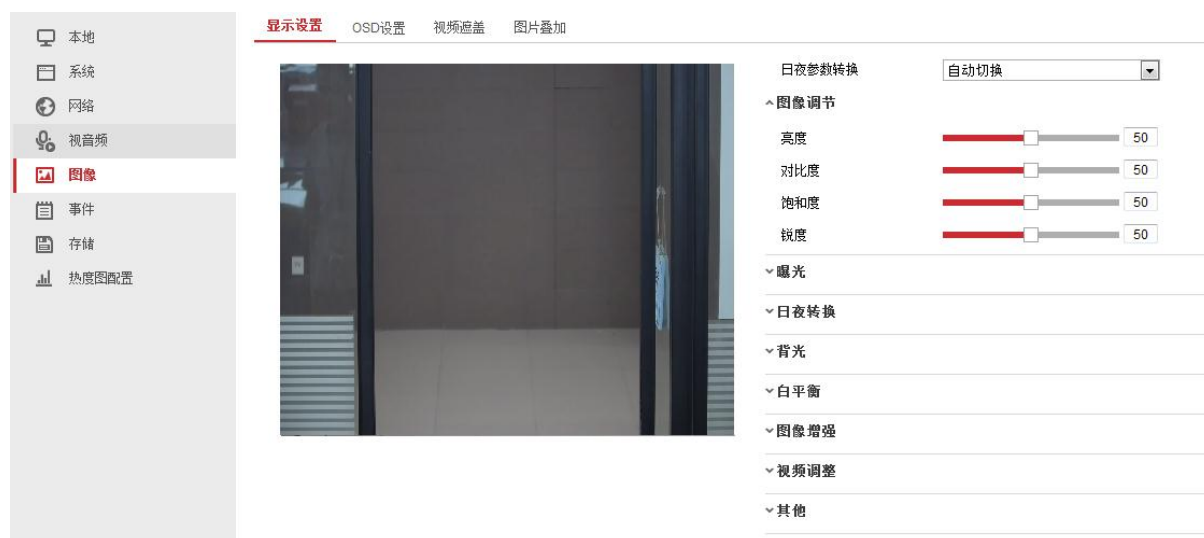 本地
系统
网络
视音频
图像
事件
存储
热度图配置
显示设置 OSD设置 视频遮盖 图片叠加
日夜参数转换 自动切换
图像调节
亮度 50
对比度 50
饱和度 50
锐度 50
曝光
日夜转换
背光
白平衡
图像增强
视频调整
其他